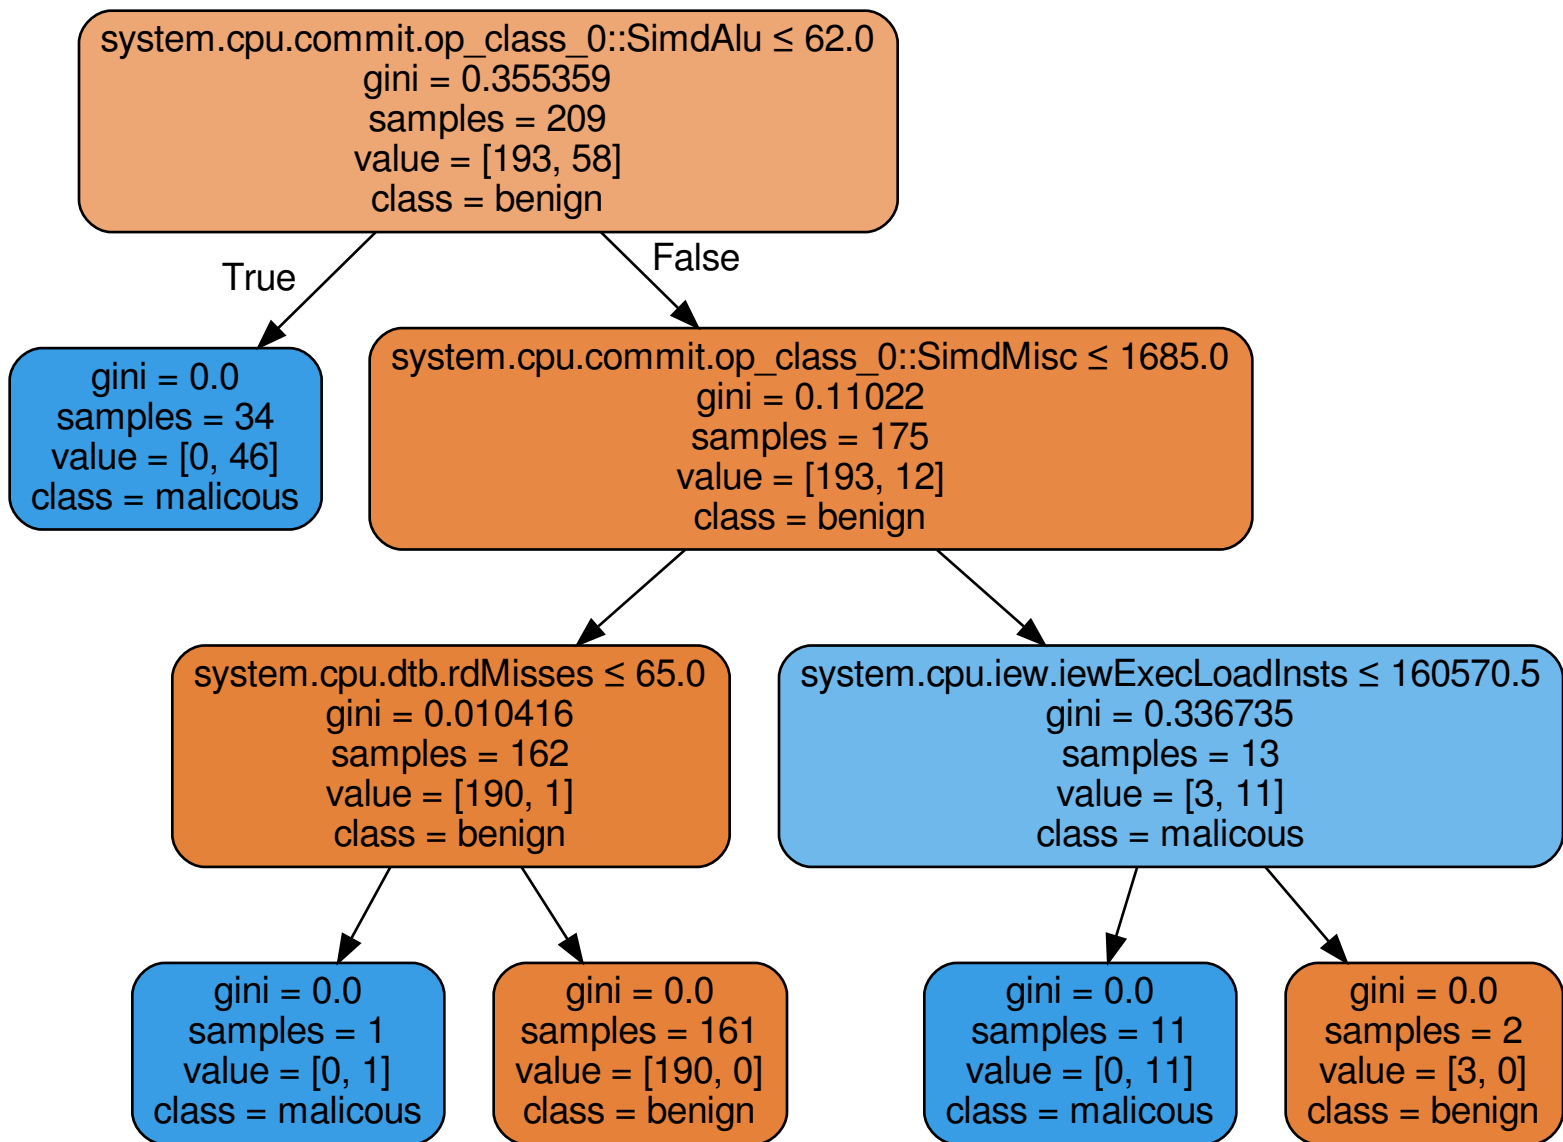 system.cpu.commit.op_class_0::SimdAlu ≤ 62.0
gini = 0.355359
samples = 209
value = [193, 58]
class = benign
True
False
gini = 0.0
samples = 34
value = [0, 46]
class = malicous
system.cpu.commit.op_class_0::SimdMisc ≤ 1685.0
gini = 0.11022
samples = 175
value = [193, 12]
class = benign
system.cpu.dtb.rdMisses ≤ 65.0
gini = 0.010416
samples = 162
value = [190, 1]
class = benign
system.cpu.iew.iewExecLoadInsts ≤ 160570.5
gini = 0.336735
samples = 13
value = [3, 11]
class = malicous
gini = 0.0
samples = 1
value = [0, 1]
class = malicous
gini = 0.0
samples = 161
value = [190, 0]
class = benign
gini = 0.0
samples = 11
value = [0, 11]
class = malicous
gini = 0.0
samples = 2
value = [3, 0]
class = benign